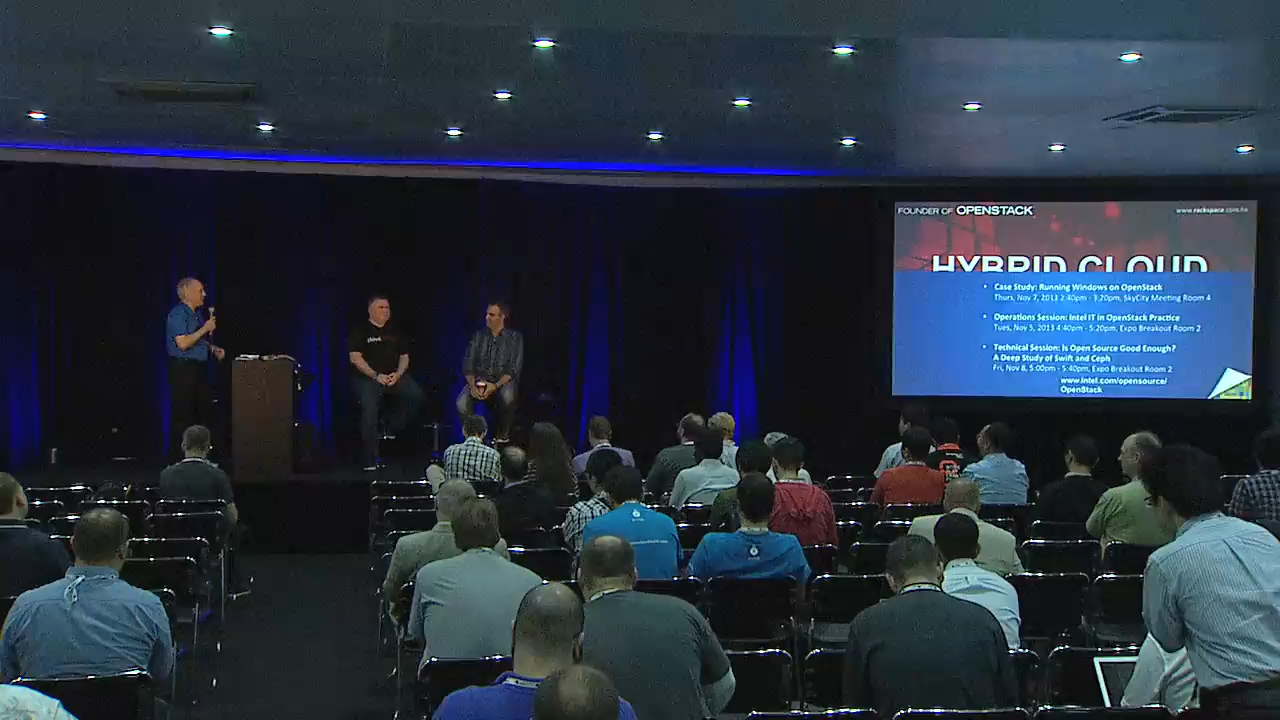 FOUNDER OF OPENSTACK
www.rackspace.com.hk
HYBRID CLOUD
• Case Study: Running Windows on OpenStack
Thurs, Nov 7, 2013 2:40pm - 3:20pm, SkyCity Meeting Room 4
• Operations Session: Intel IT in OpenStack Practice
Tues, Nov 5, 2013 4:40pm - 5:20pm, Expo Breakout Room 2
• Technical Session: Is Open Source Good Enough?
A Deep Study of Swift and Ceph
Fri, Nov 8, 5:00pm - 5:40pm, Expo Breakout Room 2
www.intel.com/opensource/
OpenStack